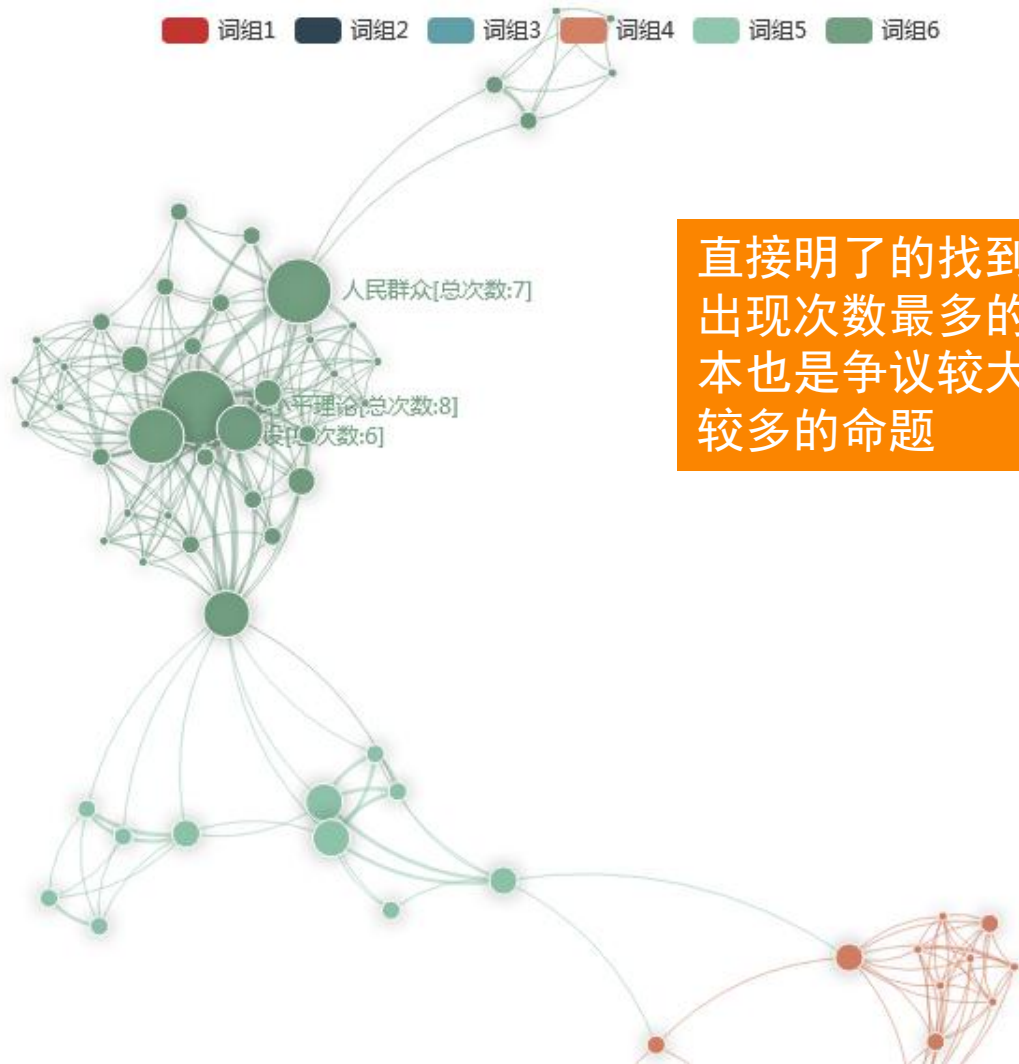 词组1 词组2 词组3 词组4 词组5 词组6
人民群众[总次数:7]
平理论[总次数:8]
次数:6]
直接明了的找到
出现次数最多的
本也是争议较大
较多的命题